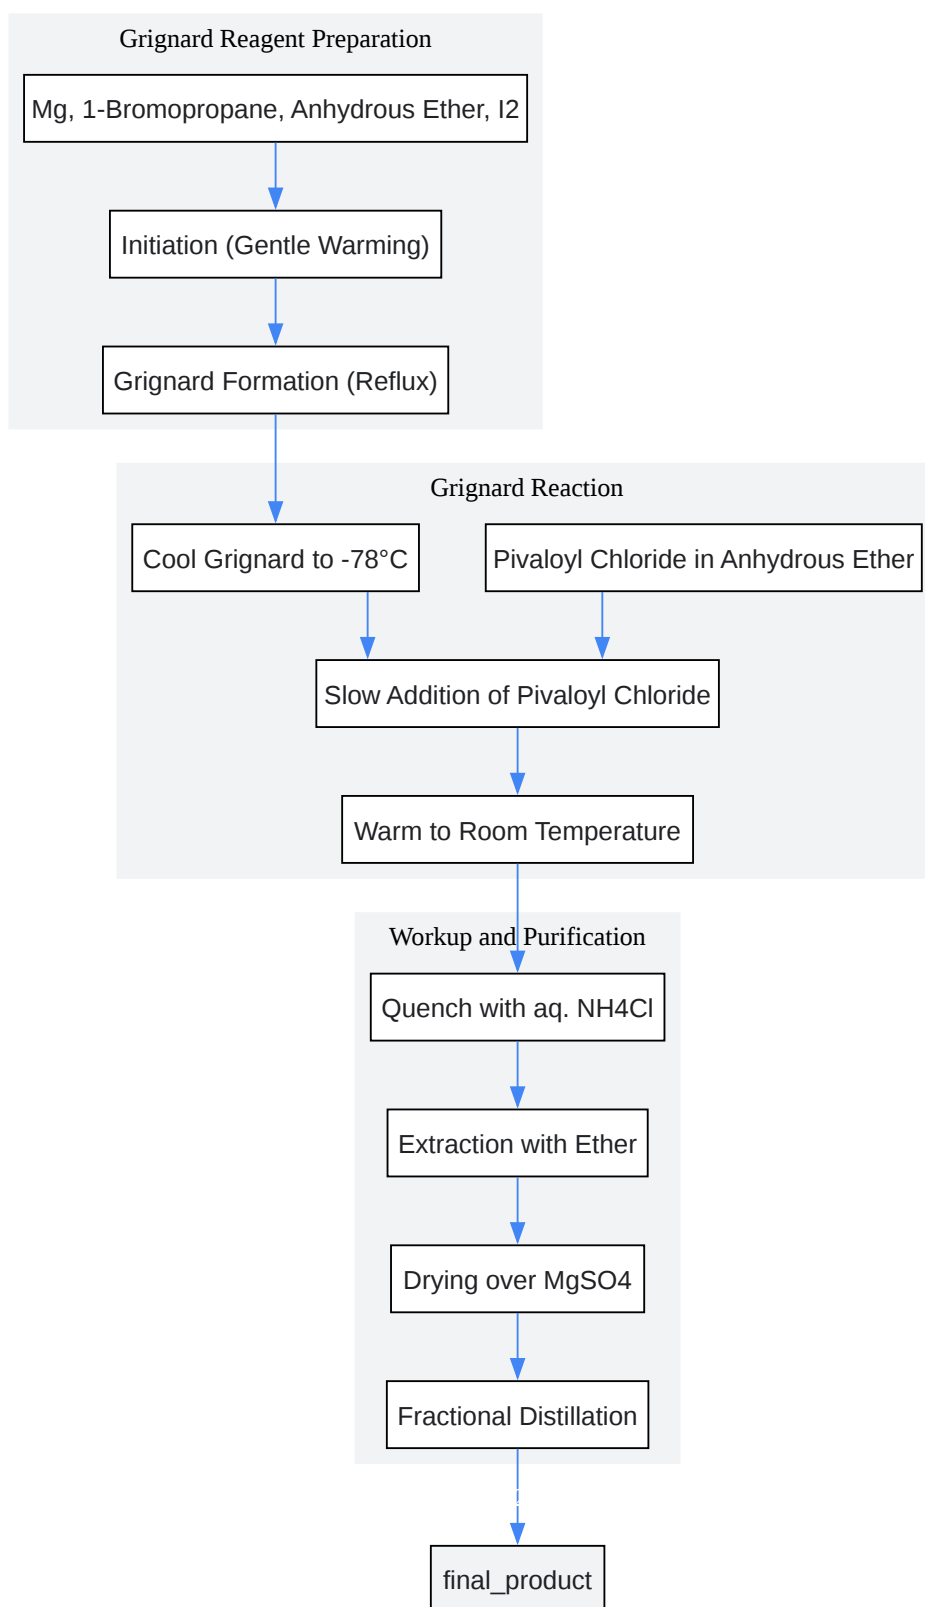 Grignard Reagent Preparation
Mg, 1-Bromopropane, Anhydrous Ether, I2
Initiation (Gentle Warming)
Grignard Formation (Reflux)
Grignard Reaction
Cool Grignard to -78°C
Pivaloyl Chloride in Anhydrous Ether
Slow Addition of Pivaloyl Chloride
Warm to Room Temperature
Workup and Purification
Quench with aq. NH4Cl
Extraction with Ether
Drying over MgSO4
Fractional Distillation
final_product